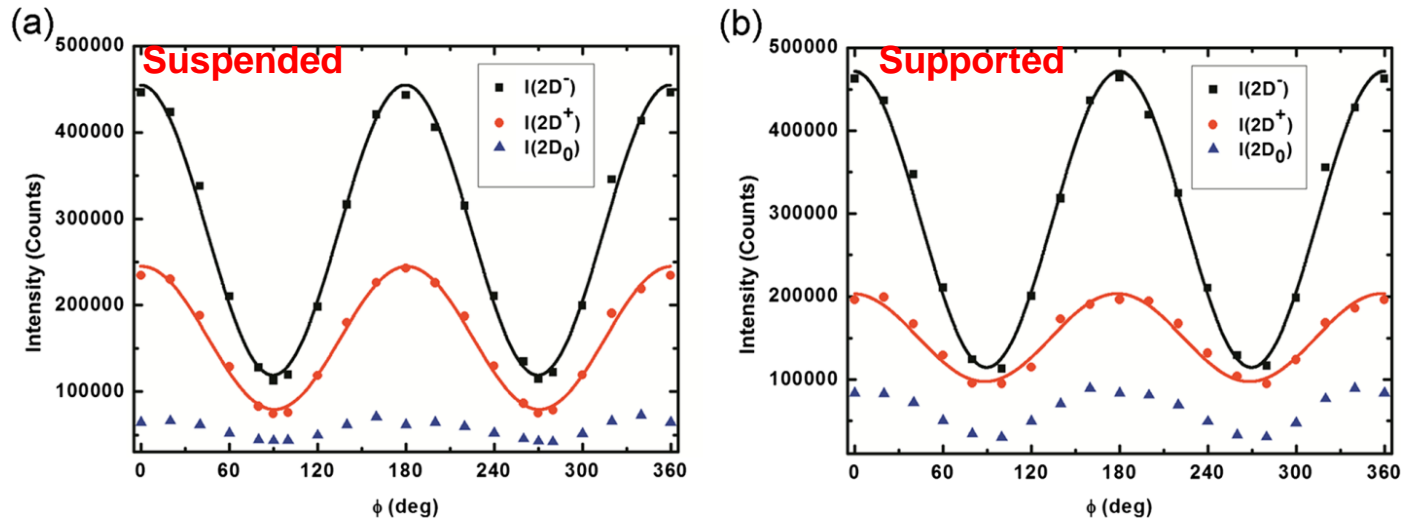 (a)
Suspended
I(2D⁻)
I(2D⁺)
I(2D₀)
Intensity (Counts)
500000
400000
300000
200000
100000
0 60 120 180 240 300 360
ϕ (deg)
(b)
Supported
I(2D⁻)
I(2D⁺)
I(2D₀)
Intensity (Counts)
500000
400000
300000
200000
100000
0 60 120 180 240 300 360
ϕ (deg)